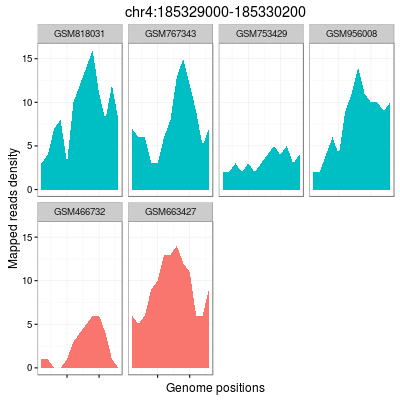 chr4:185329000-185330200
GSM818031 GSM767343 GSM753429 GSM956008
15
10
5
0
Mapped reads density
GSM466732 GSM663427
15
10
5
0
Genome positions